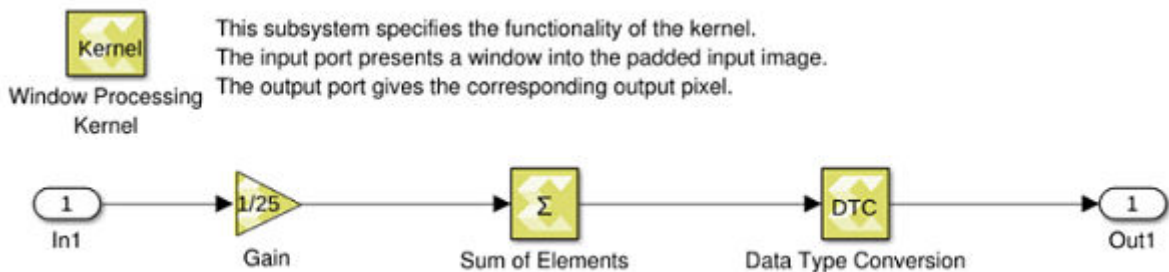 Kernel
Window Processing
Kernel
This subsystem specifies the functionality of the kernel.
The input port presents a window into the padded input image.
The output port gives the corresponding output pixel.
1
In1
1/25
Gain
Σ
Sum of Elements
DTC
Data Type Conversion
1
Out1